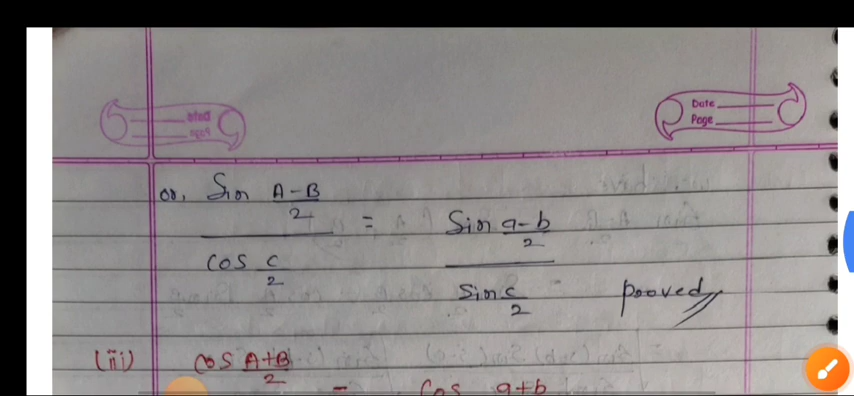 Date
Page
or, Sin A-B/2 / cos c/2 = Sin a-b/2 / Sin c/2 prooved
(iii) cos A+B/2 = Cos a+b